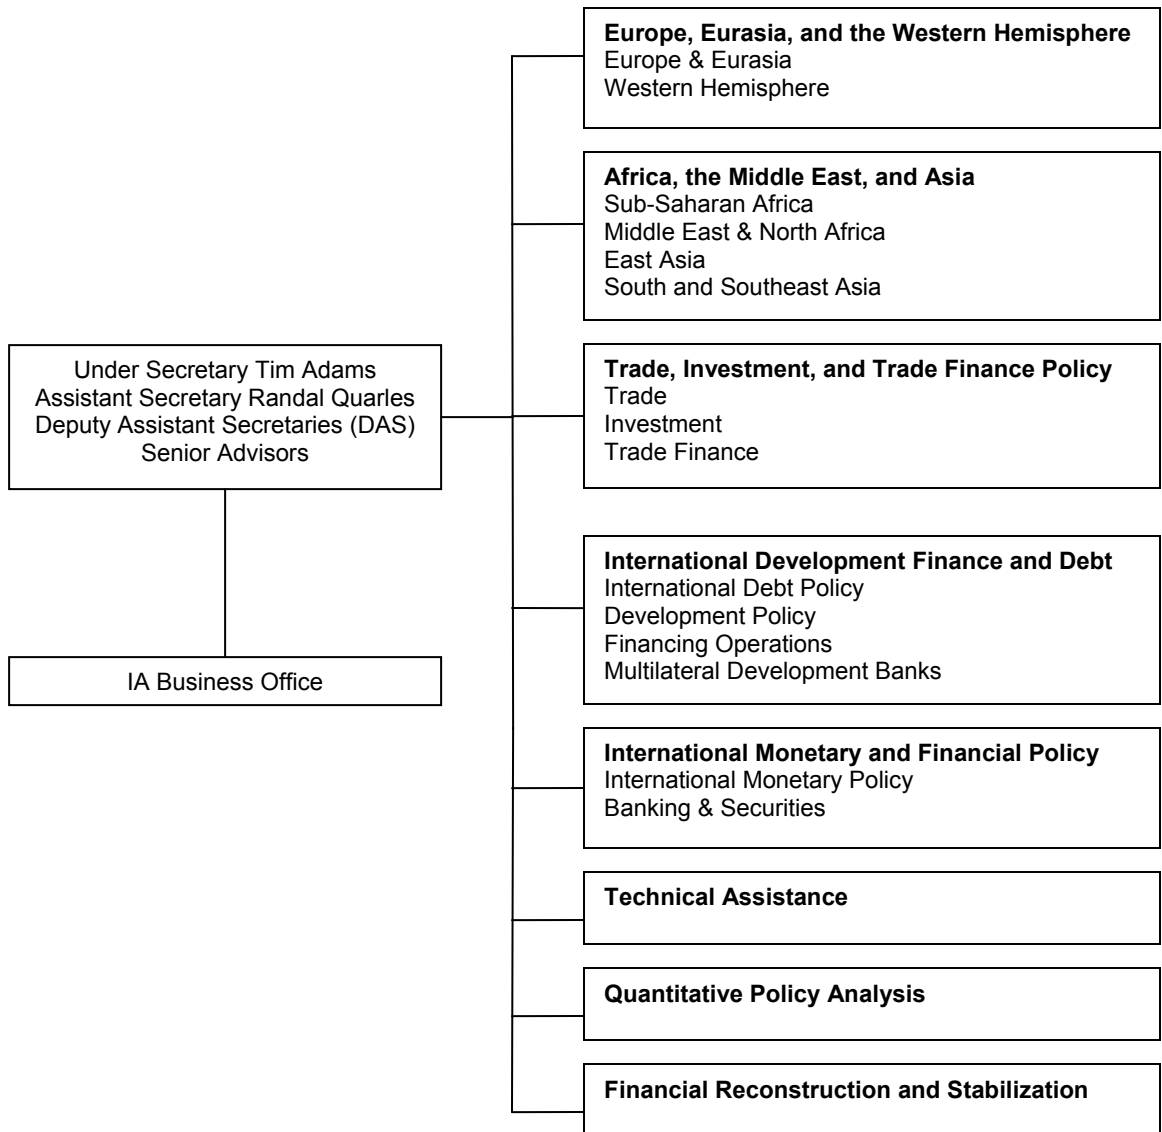 Europe, Eurasia, and the Western Hemisphere
Europe & Eurasia
Western Hemisphere
Africa, the Middle East, and Asia
Sub-Saharan Africa
Middle East & North Africa
East Asia
South and Southeast Asia
Under Secretary Tim Adams
Assistant Secretary Randal Quarles
Deputy Assistant Secretaries (DAS)
Senior Advisors
Trade, Investment, and Trade Finance Policy
Trade
Investment
Trade Finance
International Development Finance and Debt
International Debt Policy
Development Policy
Financing Operations
Multilateral Development Banks
IA Business Office
International Monetary and Financial Policy
International Monetary Policy
Banking & Securities
Technical Assistance
Quantitative Policy Analysis
Financial Reconstruction and Stabilization